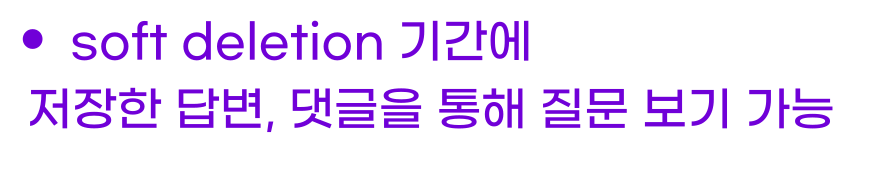 • soft deletion 기간에
저장한 답변, 댓글을 통해 질문 보기 가능